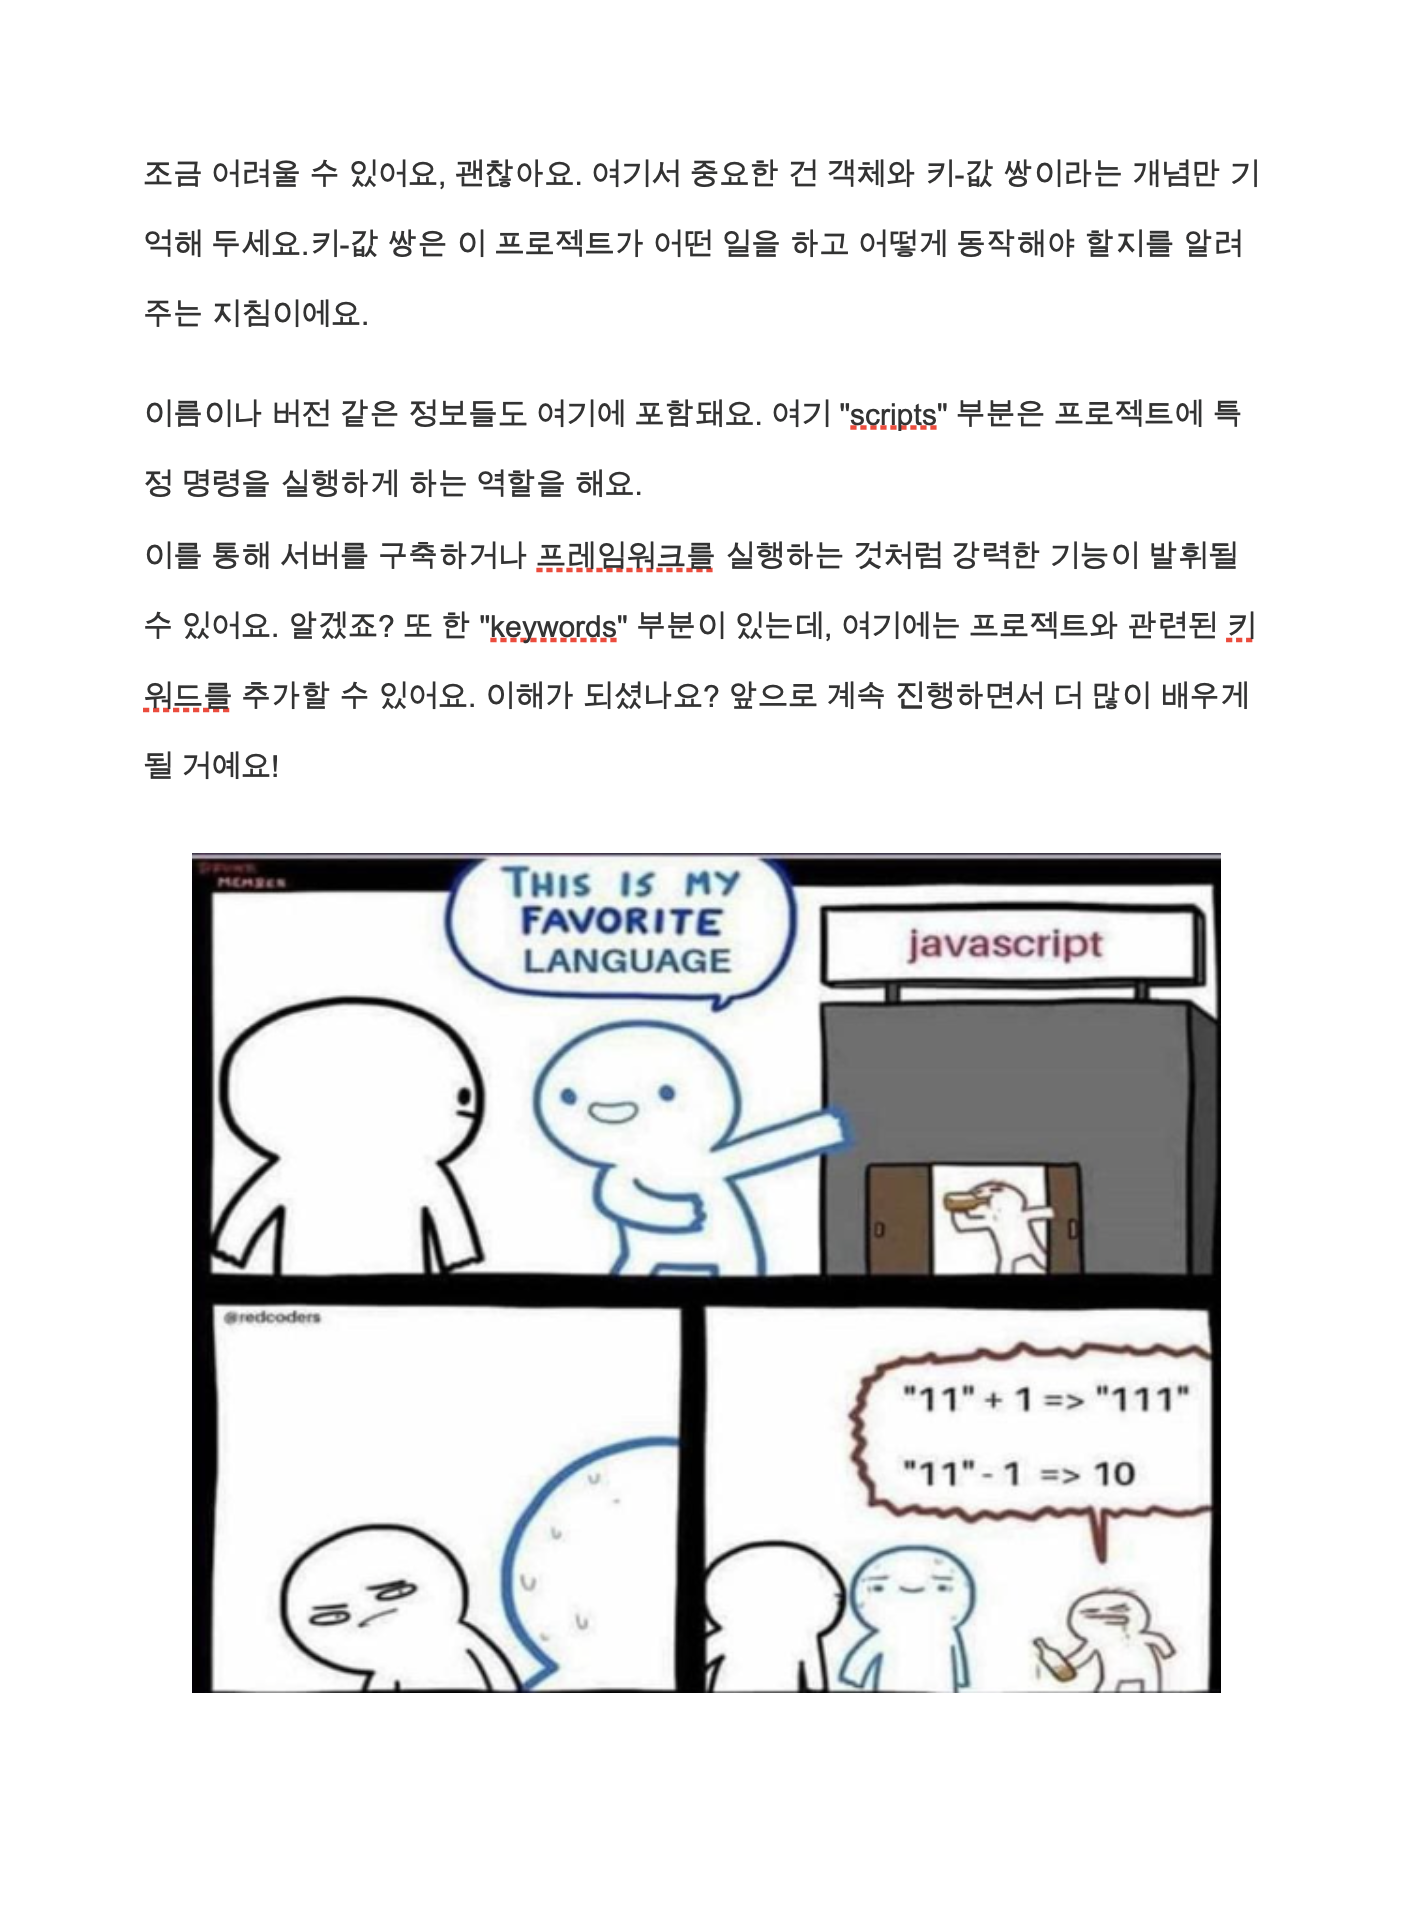 조금 어려울 수 있어요, 괜찮아요. 여기서 중요한 건 객체와 키-값 쌍이라는 개념만 기
억해 두세요.키-값 쌍은 이 프로젝트가 어떤 일을 하고 어떻게 동작해야 할지를 알려
주는 지침이에요.
이름이나 버전 같은 정보들도 여기에 포함돼요. 여기 "scripts" 부분은 프로젝트에 특
정 명령을 실행하게 하는 역할을 해요.
이를 통해 서버를 구축하거나 프레임워크를 실행하는 것처럼 강력한 기능이 발휘될
수 있어요. 알겠죠? 또 한 "keywords" 부분이 있는데, 여기에는 프로젝트와 관련된 키
워드를 추가할 수 있어요. 이해가 되셨나요? 앞으로 계속 진행하면서 더 많이 배우게
될 거예요!
MEMBER
THIS IS MY
FAVORITE
LANGUAGE
javascript
@redcoders
"11" + 1 => "111"
"11" - 1 => 10